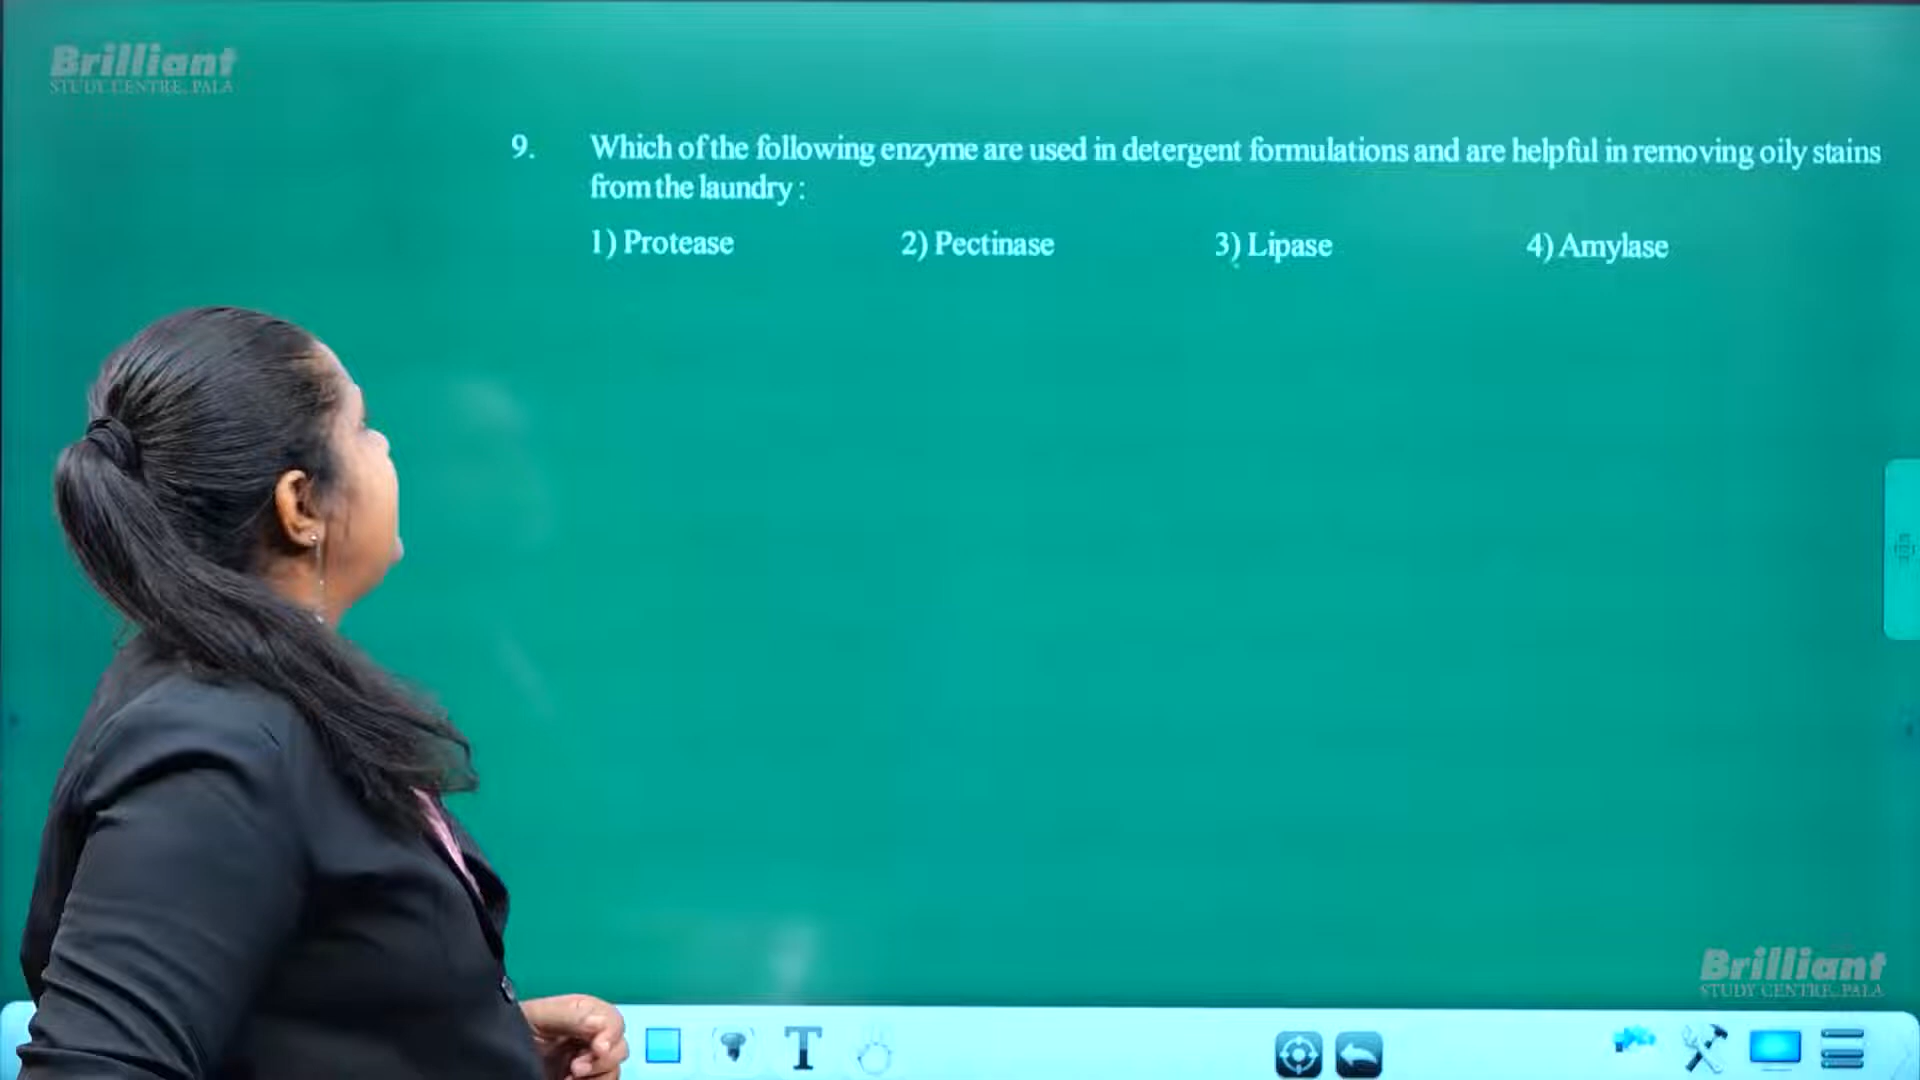 Brilliant
STUDY CENTRE, PALA
9. Which of the following enzyme are used in detergent formulations and are helpful in removing oily stains
from the laundry :
1) Protease 2) Pectinase 3) Lipase 4) Amylase
Brilliant
STUDY CENTRE, PALA
T